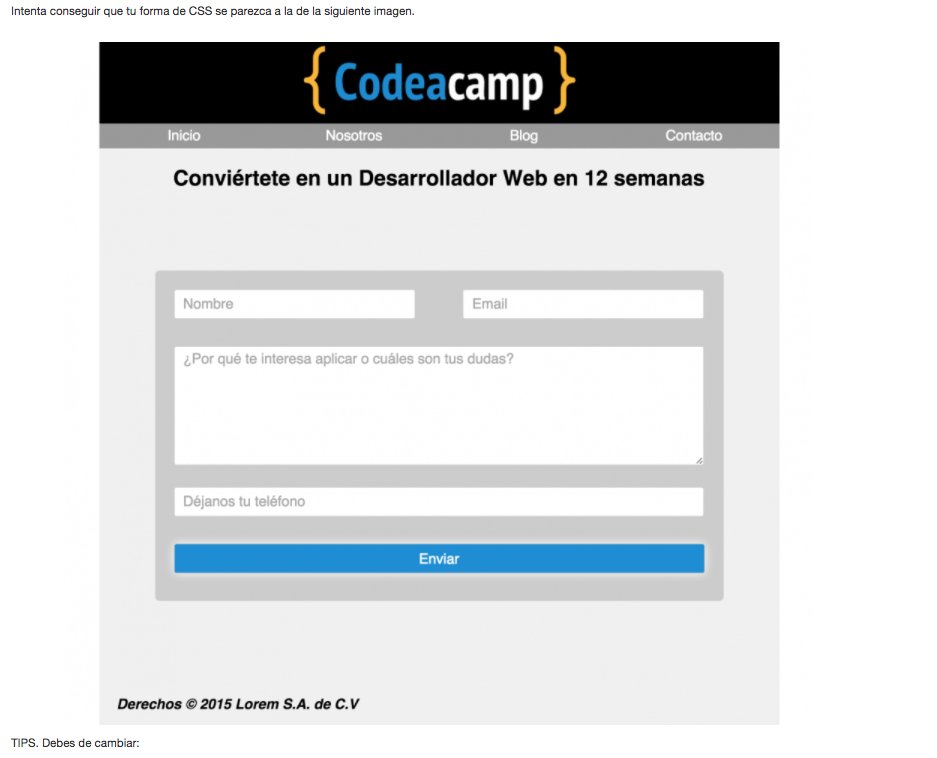 Intenta conseguir que tu forma de CSS se parezca a la de la siguiente imagen.
{ Codeacamp }
Inicio Nosotros Blog Contacto
Conviértete en un Desarrollador Web en 12 semanas
Nombre Email
¿Por qué te interesa aplicar o cuáles son tus dudas?
Déjanos tu teléfono
Enviar
Derechos © 2015 Lorem S.A. de C.V
TIPS. Debes de cambiar: